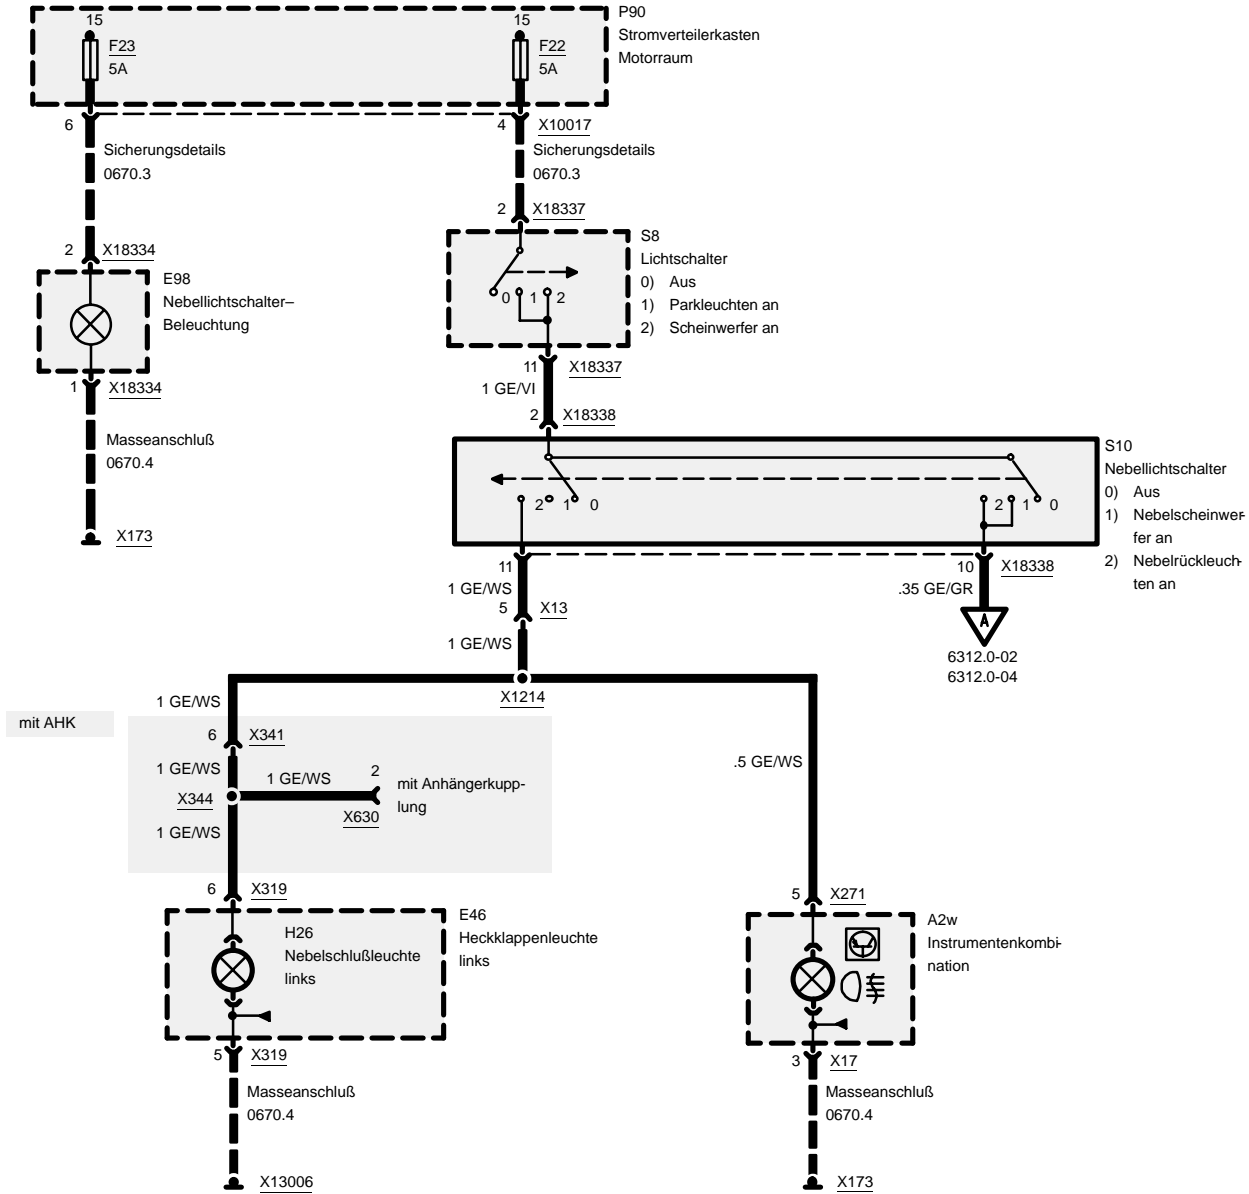 P90
Stromverteilerkasten
Motorraum
15
F23
5A
15
F22
5A
6
4
X10017
Sicherungsdetails
0670.3
Sicherungsdetails
0670.3
2
X18334
E98
Nebellichtschalter–
Beleuchtung
1
X18334
Masseanschluß
0670.4
X173
2
X18337
S8
Lichtschalter
0) Aus
1) Parkleuchten an
2) Scheinwerfer an
0 1 2
11
X18337
1 GE/VI
2
X18338
S10
Nebellichtschalter
0) Aus
1) Nebelscheinwer-
fer an
2) Nebelrückleuch-
ten an
2 1 0
2 1 0
11
10
X18338
1 GE/WS
.35 GE/GR
5
X13
A
1 GE/WS
6312.0-02
6312.0-04
X1214
1 GE/WS
mit AHK
6
X341
1 GE/WS
1 GE/WS
2
mit Anhängerkupp-
lung
X344
X630
1 GE/WS
.5 GE/WS
6
X319
E46
Heckklappenleuchte
links
H26
Nebelschlußleuchte
links
5
X319
Masseanschluß
0670.4
X13006
5
X271
A2w
Instrumentenkombi-
nation
3
X17
Masseanschluß
0670.4
X173